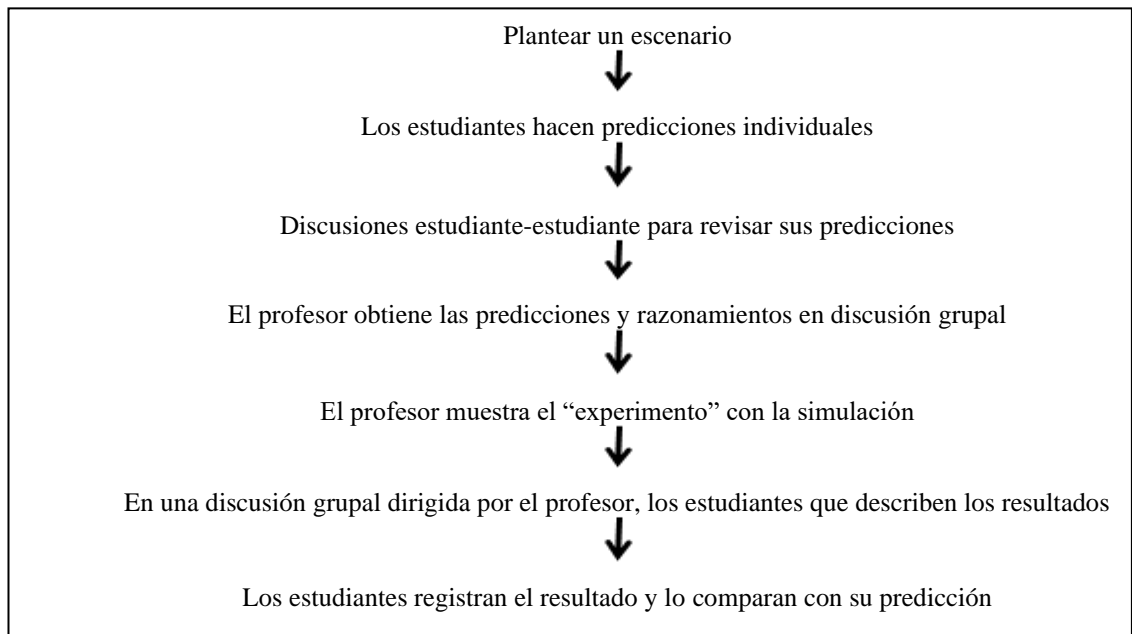 Plantear un escenario
Los estudiantes hacen predicciones individuales
Discusiones estudiante-estudiante para revisar sus predicciones
El profesor obtiene las predicciones y razonamientos en discusión grupal
El profesor muestra el “experimento” con la simulación
En una discusión grupal dirigida por el profesor, los estudiantes que describen los resultados
Los estudiantes registran el resultado y lo comparan con su predicción